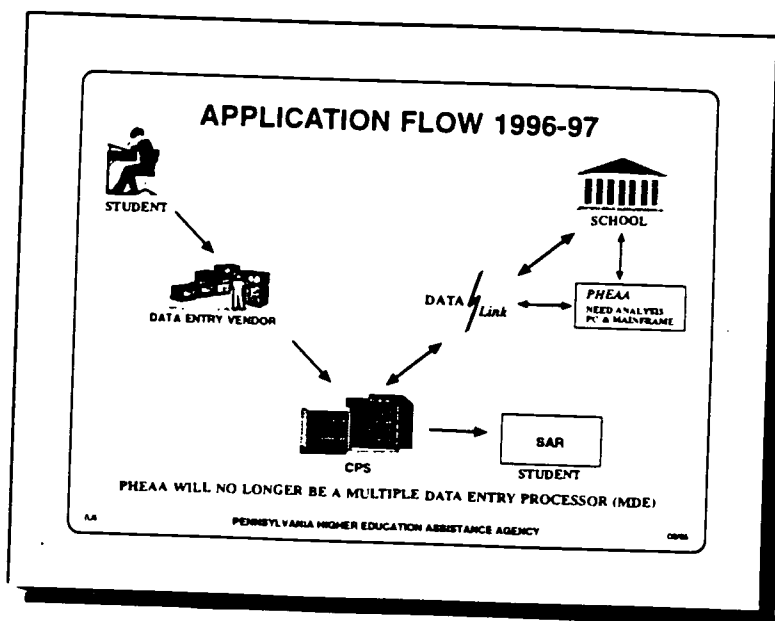 APPLICATION FLOW 1996-97
STUDENT
SCHOOL
DATA ENTRY VENDOR
DATA Link
PHEAA
NEED ANALYSIS
PC & MAINFRAME
CPS
SAR
STUDENT
PHEAA WILL NO LONGER BE A MULTIPLE DATA ENTRY PROCESSOR (MDE)
PENNSYLVANIA HIGHER EDUCATION ASSISTANCE AGENCY